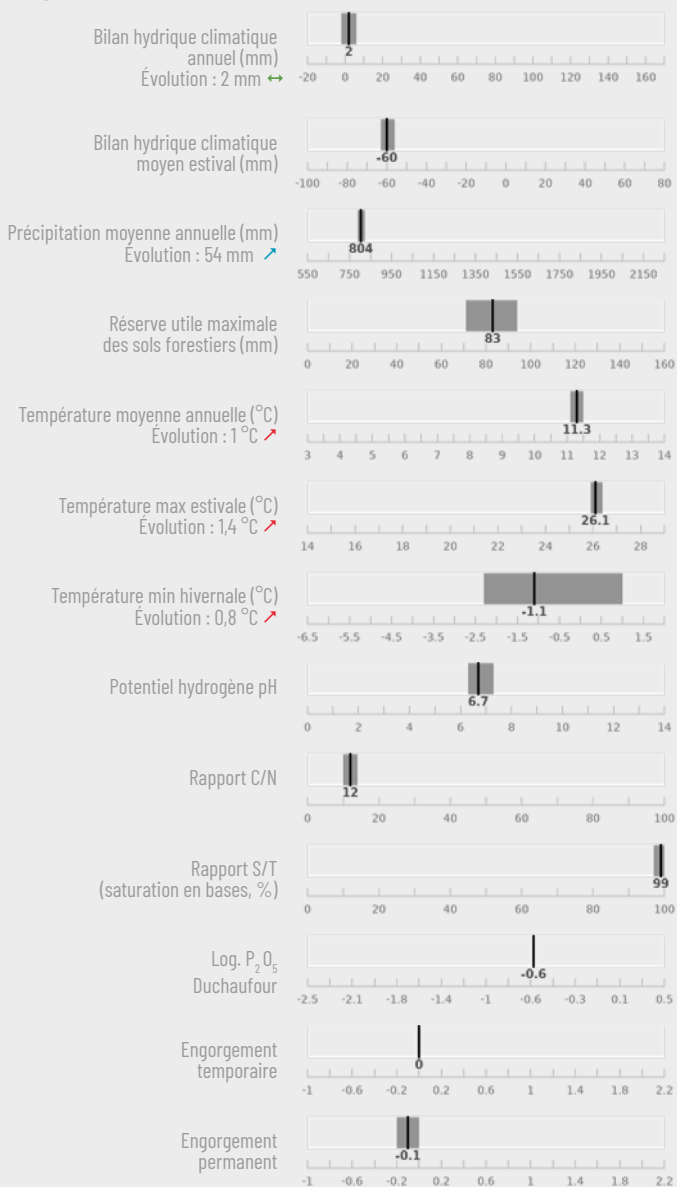 Bilan hydrique climatique
annuel (mm)
Évolution : 2 mm ↔
2
-20 0 20 40 60 80 100 120 140 160
Bilan hydrique climatique
moyen estival (mm)
-60
-100 -80 -60 -40 -20 0 20 40 60 80
Précipitation moyenne annuelle (mm)
Évolution : 54 mm ↗
804
550 750 950 1150 1350 1550 1750 1950 2150
Réserve utile maximale
des sols forestiers (mm)
83
0 20 40 60 80 100 120 140 160
Température moyenne annuelle (°C)
Évolution : 1 °C ↗
11.3
3 4 5 6 7 8 9 10 11 12 13 14
Température max estivale (°C)
Évolution : 1,4 °C ↗
26.1
14 16 18 20 22 24 26 28
Température min hivernale (°C)
Évolution : 0,8 °C ↗
-1.1
-6.5 -5.5 -4.5 -3.5 -2.5 -1.5 -0.5 0.5 1.5
Potentiel hydrogène pH
6.7
0 2 4 6 8 10 12 14
Rapport C/N
12
0 20 40 60 80 100
Rapport S/T
(saturation en bases, %)
99
0 20 40 60 80 100
Log. P₂O₅
Duchaufour
-0.6
-2.5 -2.1 -1.8 -1.4 -1 -0.6 -0.3 0.1 0.5
Engorgement
temporaire
0
-1 -0.6 -0.2 0.2 0.6 1 1.4 1.8 2.2
Engorgement
permanent
-0.1
-1 -0.6 -0.2 0.2 0.6 1 1.4 1.8 2.2